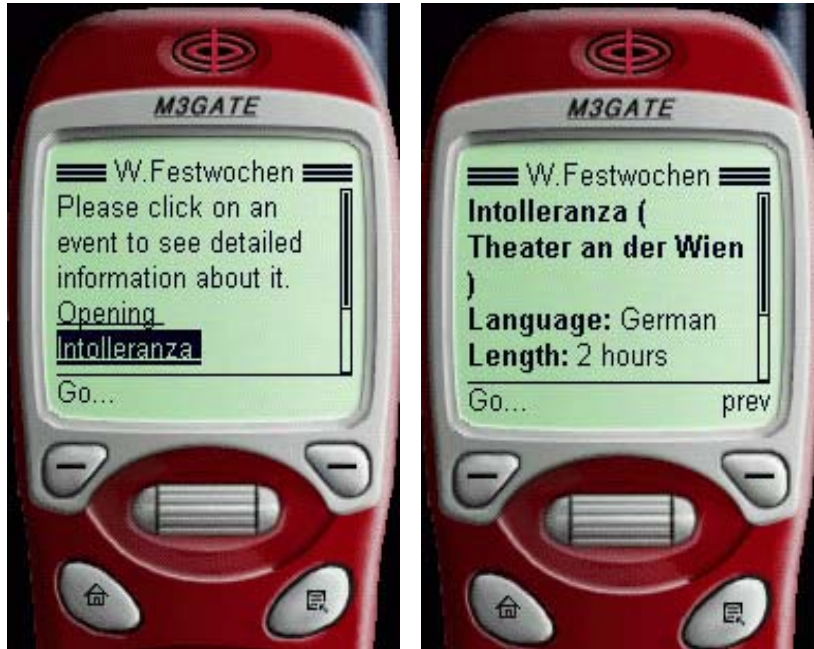 M3GATE
W.Festwochen
Please click on an
event to see detailed
information about it.
Opening
Intolleranza
Go...
M3GATE
W.Festwochen
Intolleranza (
Theater an der Wien
)
Language: German
Length: 2 hours
Go... prev